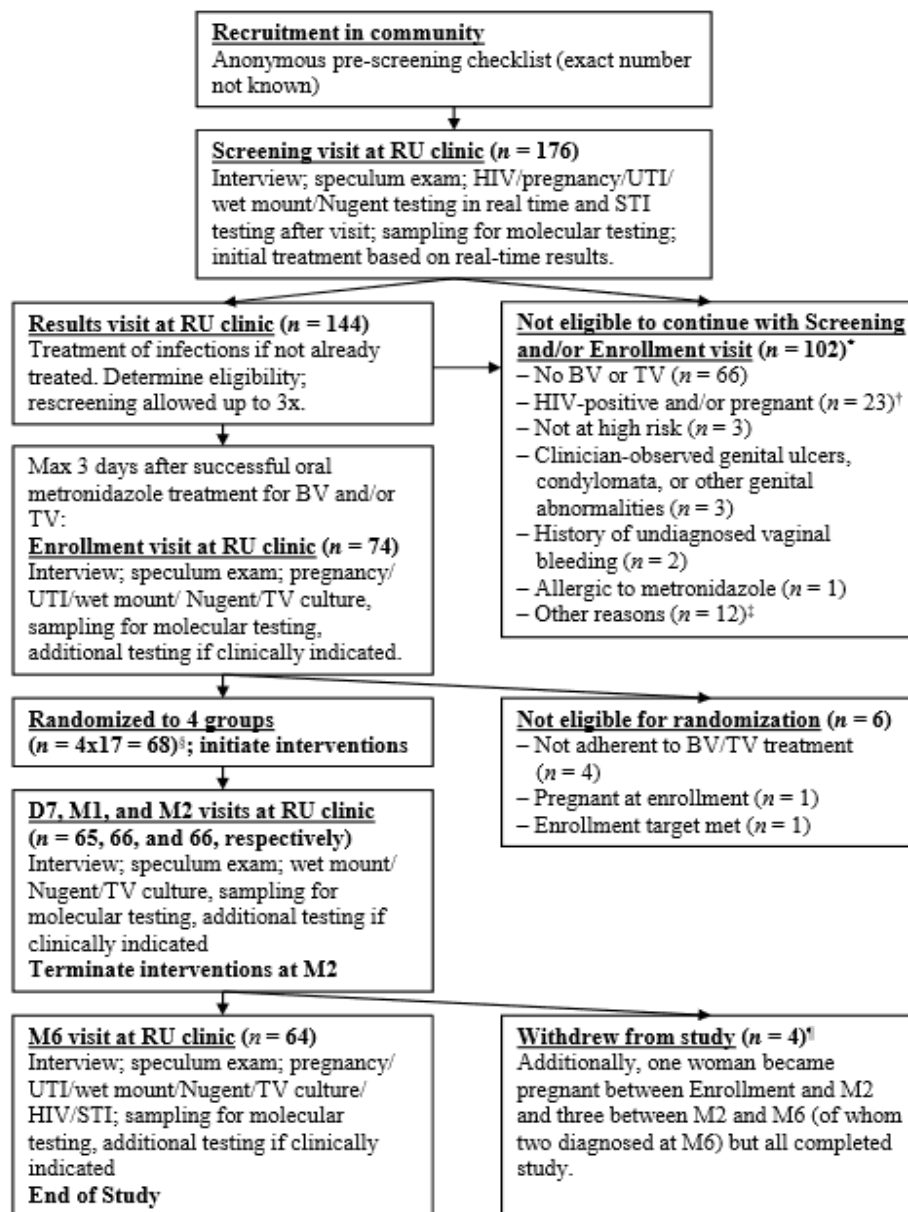 Recruitment in community
Anonymous pre-screening checklist (exact number
not known)
Screening visit at RU clinic (n = 176)
Interview; speculum exam; HIV/pregnancy/UTI/
wet mount/Nugent testing in real time and STI
testing after visit; sampling for molecular testing;
initial treatment based on real-time results.
Results visit at RU clinic (n = 144)
Treatment of infections if not already
treated. Determine eligibility;
rescreening allowed up to 3x.
Not eligible to continue with Screening
and/or Enrollment visit (n = 102)*
– No BV or TV (n = 66)
– HIV-positive and/or pregnant (n = 23)†
– Not at high risk (n = 3)
– Clinician-observed genital ulcers,
condylomata, or other genital
abnormalities (n = 3)
– History of undiagnosed vaginal
bleeding (n = 2)
– Allergic to metronidazole (n = 1)
– Other reasons (n = 12)‡
Max 3 days after successful oral
metronidazole treatment for BV and/or
TV:
Enrollment visit at RU clinic (n = 74)
Interview; speculum exam; pregnancy/
UTI/wet mount/ Nugent/TV culture,
sampling for molecular testing,
additional testing if clinically indicated.
Randomized to 4 groups
(n = 4x17 = 68)§; initiate interventions
Not eligible for randomization (n = 6)
– Not adherent to BV/TV treatment
(n = 4)
– Pregnant at enrollment (n = 1)
– Enrollment target met (n = 1)
D7, M1, and M2 visits at RU clinic
(n = 65, 66, and 66, respectively)
Interview; speculum exam; wet mount/
Nugent/TV culture, sampling for
molecular testing, additional testing if
clinically indicated
Terminate interventions at M2
M6 visit at RU clinic (n = 64)
Interview; speculum exam; pregnancy/
UTI/wet mount/Nugent/TV culture/
HIV/STI; sampling for molecular
testing, additional testing if clinically
indicated
End of Study
Withdrew from study (n = 4)¶
Additionally, one woman became
pregnant between Enrollment and M2
and three between M2 and M6 (of whom
two diagnosed at M6) but all completed
study.